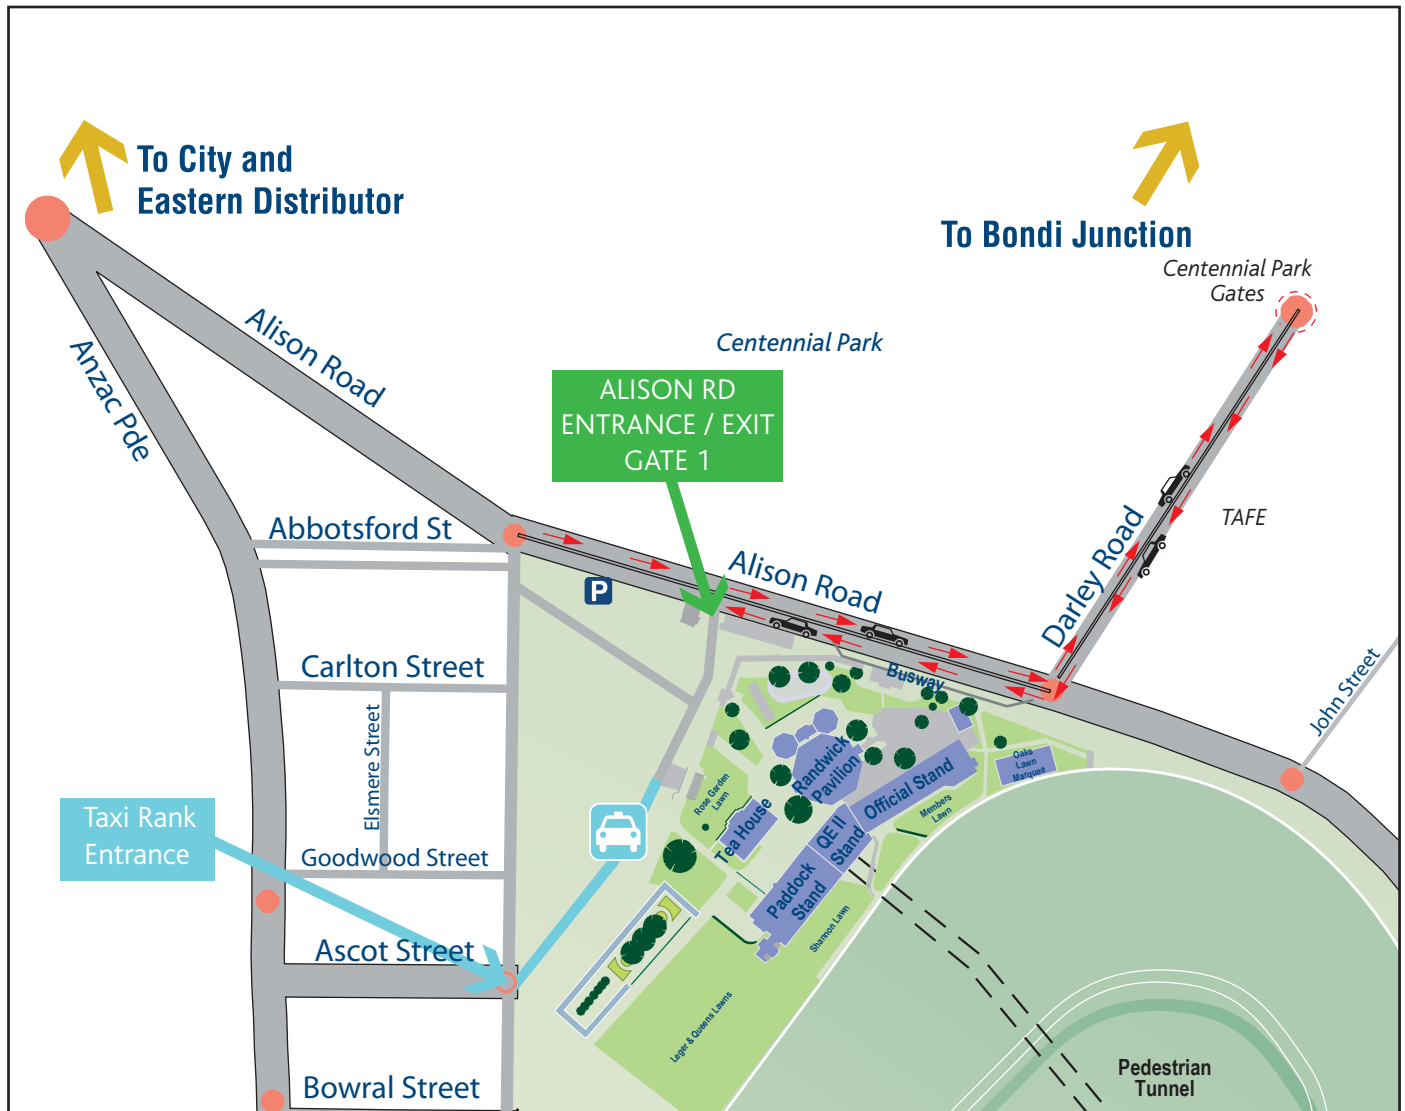 To City and
Eastern Distributor
To Bondi Junction
Centennial Park
Gates
Alison Road
Anzac Pde
Centennial Park
ALISON RD
ENTRANCE / EXIT
GATE 1
Abbotsford St
P
Alison Road
Darley Road
TAFE
John Street
Busway
Carlton Street
Elsmere Street
Randwick
Pavilion
Official Stand
Oaks
Lawn
Marquee
Members
Lawn
Rose Garden
Lawn
Tea House
QE II
Stand
Paddock
Stand
Shannon Lawn
Taxi Rank
Entrance
Goodwood Street
Ascot Street
Leger & Queens Lawns
Bowral Street
Pedestrian
Tunnel